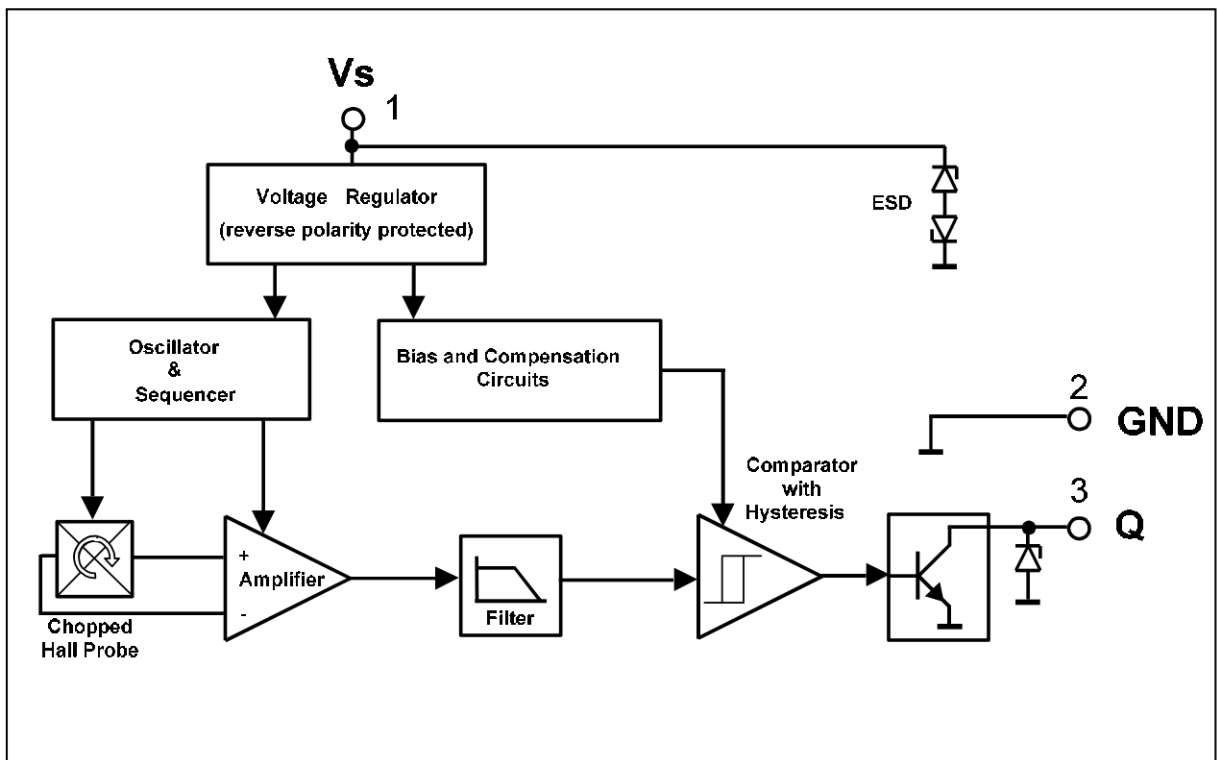 Vs
1
Voltage Regulator
(reverse polarity protected)
ESD
Oscillator
&
Sequencer
Bias and Compensation
Circuits
2
GND
Comparator
with
Hysteresis
3
Q
+
Amplifier
-
Filter
Chopped
Hall Probe